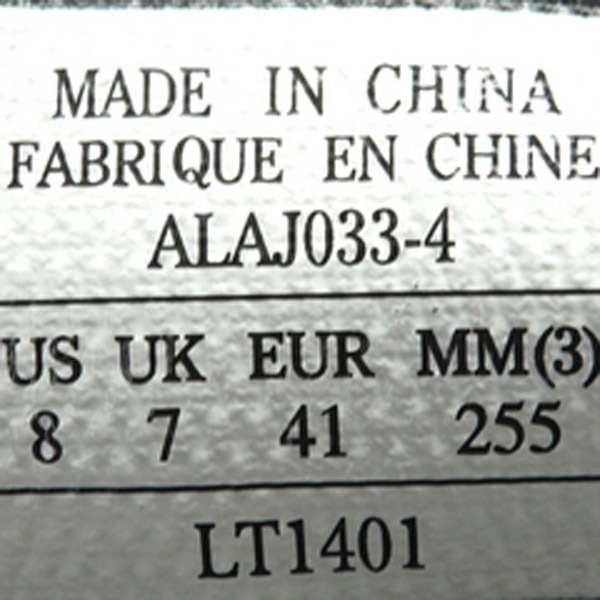 MADE IN CHINA
FABRIQUE EN CHINE
ALAJ033-4
US UK EUR MM(3)
8 7 41 255
LT1401